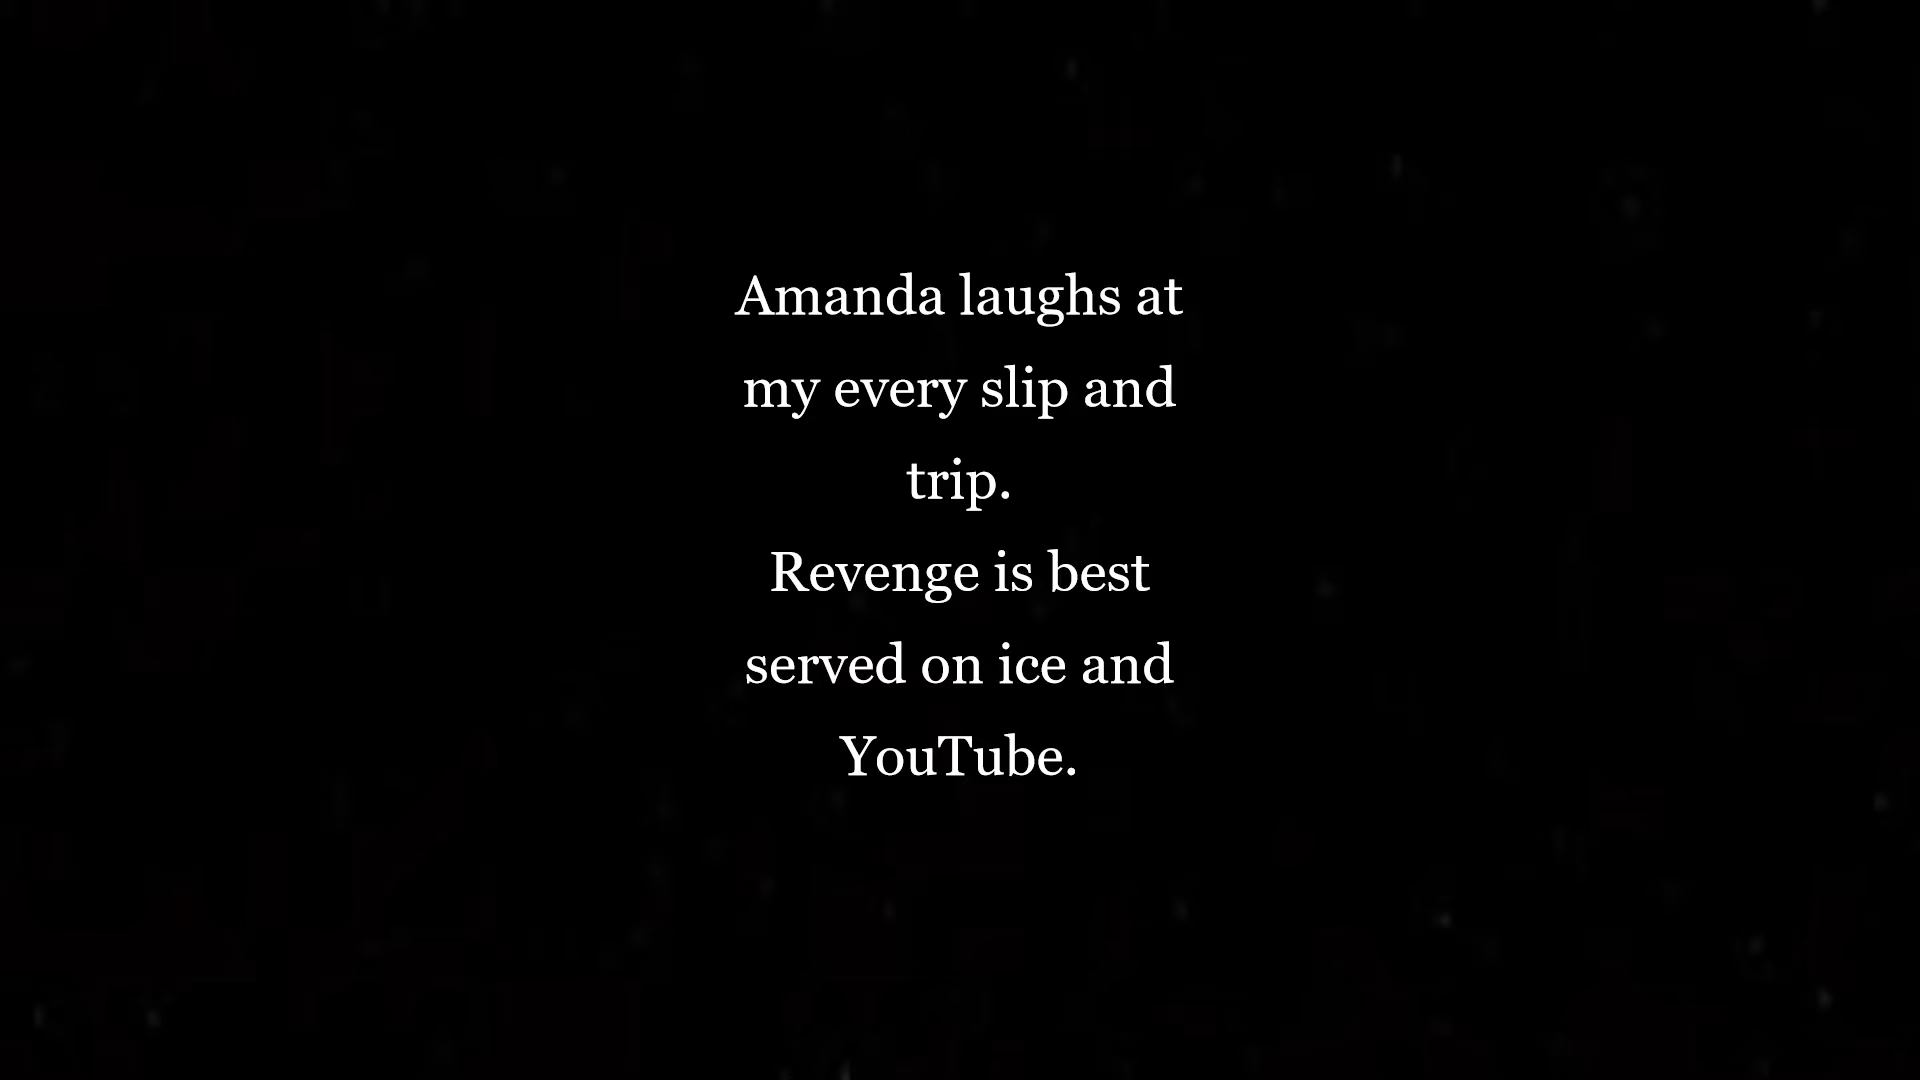 Amanda laughs at
my every slip and
trip.
Revenge is best
served on ice and
YouTube.